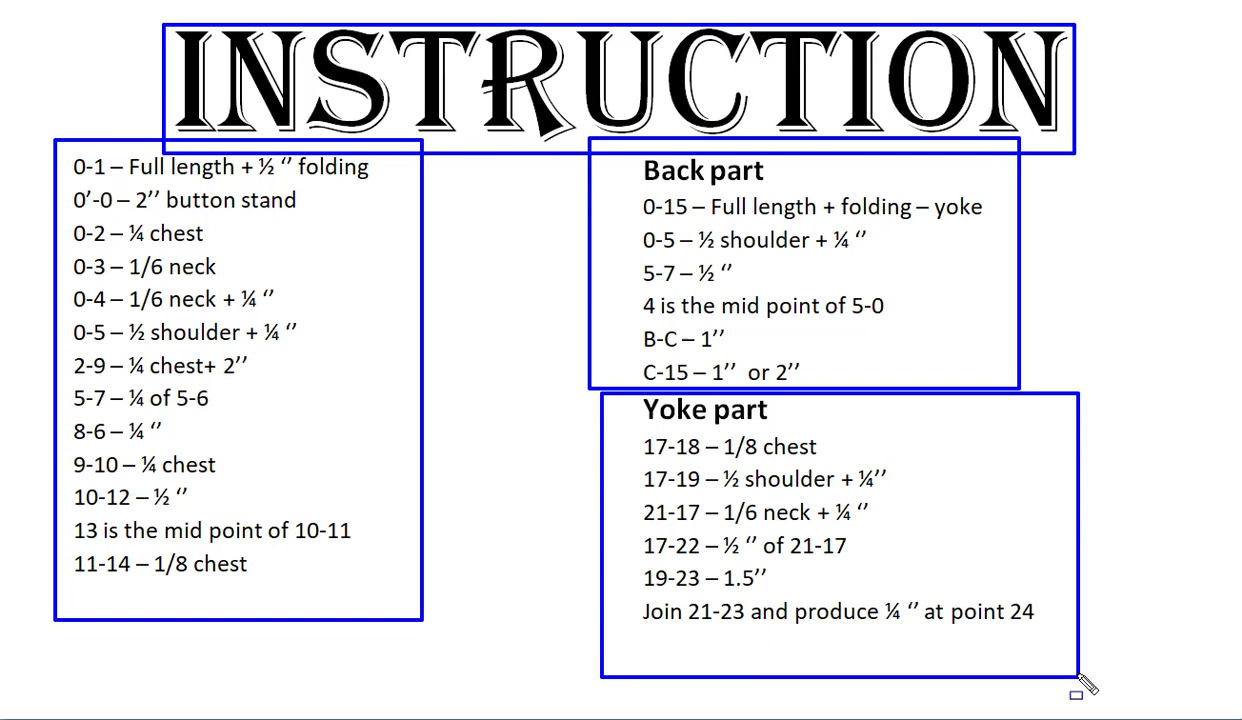 INSTRUCTION
0-1 – Full length + ½ ‘’ folding
0’-0 – 2’’ button stand
0-2 – ¼ chest
0-3 – 1/6 neck
0-4 – 1/6 neck + ¼ ‘’
0-5 – ½ shoulder + ¼ ‘’
2-9 – ¼ chest+ 2’’
5-7 – ¼ of 5-6
8-6 – ¼ ‘’
9-10 – ¼ chest
10-12 – ½ ‘’
13 is the mid point of 10-11
11-14 – 1/8 chest
Back part
0-15 – Full length + folding – yoke
0-5 – ½ shoulder + ¼ ‘’
5-7 – ½ ‘’
4 is the mid point of 5-0
B-C – 1’’
C-15 – 1’’ or 2’’
Yoke part
17-18 – 1/8 chest
17-19 – ½ shoulder + ¼’’
21-17 – 1/6 neck + ¼ ‘’
17-22 – ½ ‘’ of 21-17
19-23 – 1.5’’
Join 21-23 and produce ¼ ‘’ at point 24